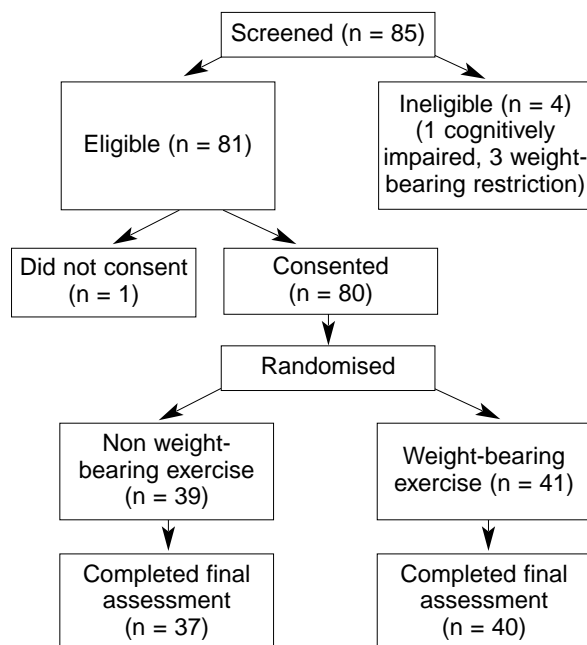 Screened (n = 85)
Eligible (n = 81)
Ineligible (n = 4)
(1 cognitively
impaired, 3 weight-
bearing restriction)
Did not consent
(n = 1)
Consented
(n = 80)
Randomised
Non weight-
bearing exercise
(n = 39)
Weight-bearing
exercise (n = 41)
Completed final
assessment
(n = 37)
Completed final
assessment
(n = 40)